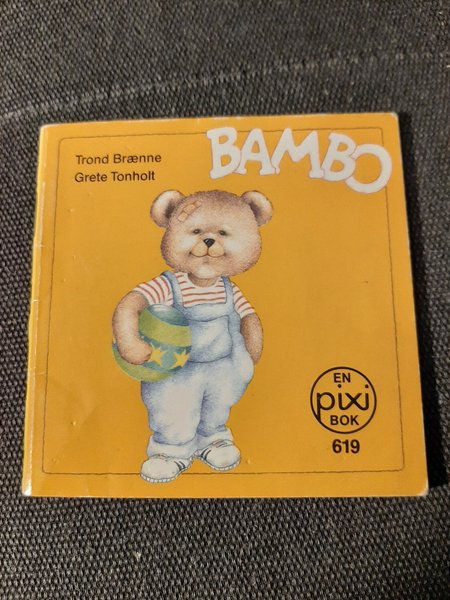 BAMBO
Trond Brænne
Grete Tonholt
EN
pixi
BOK
619